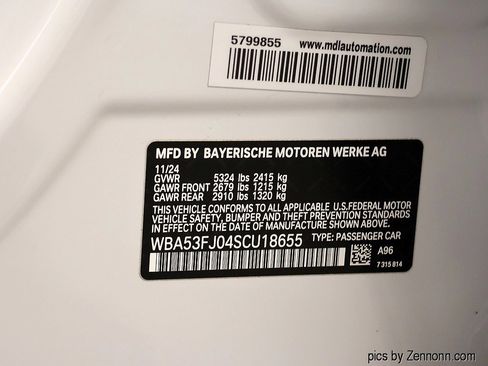 5799855 www.mdlautomation.com
MFD BY BAYERISCHE MOTOREN WERKE AG
11/24
GVWR 5324 lbs 2415 kg
GAWR FRONT 2679 lbs 1215 kg
GAWR REAR 2910 lbs 1320 kg
THIS VEHICLE CONFORMS TO ALL APPLICABLE U.S. FEDERAL MOTOR
VEHICLE SAFETY, BUMPER AND THEFT PREVENTION STANDARDS
IN EFFECT ON THE DATE OF MANUFACTURE SHOWN ABOVE.
WBA53FJ04SCU18655 TYPE: PASSENGER CAR
A96
7 315 814
pics by Zennonn.com